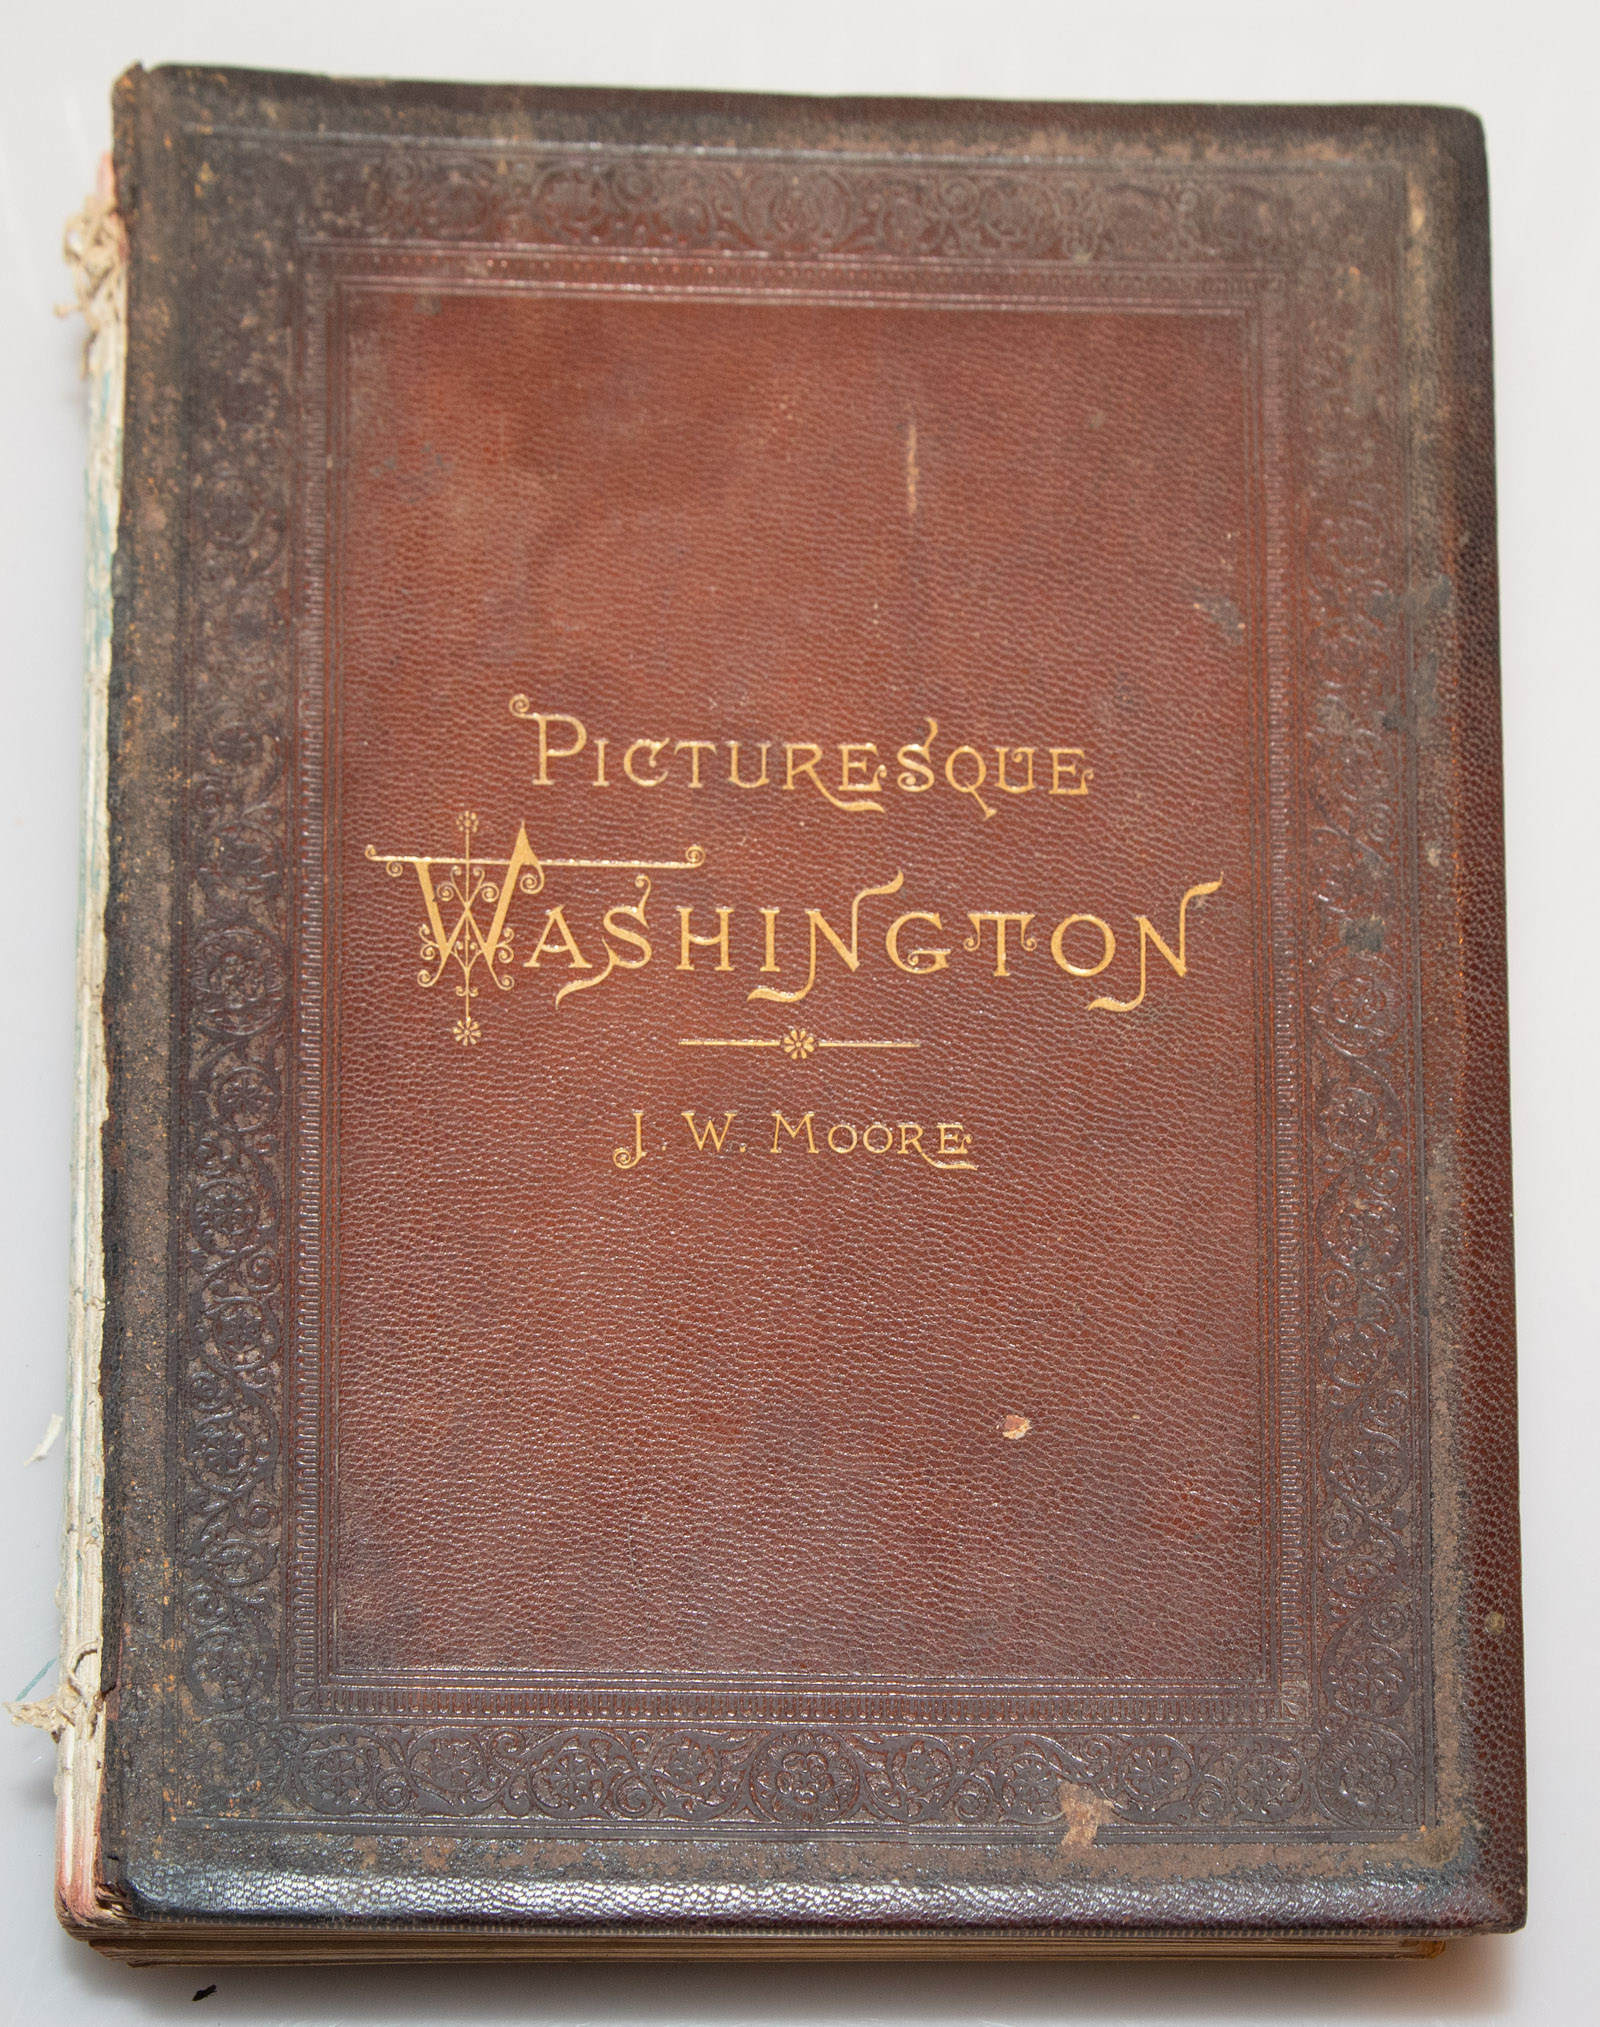 PICTURESQUE
WASHINGTON
J. W. MOORE